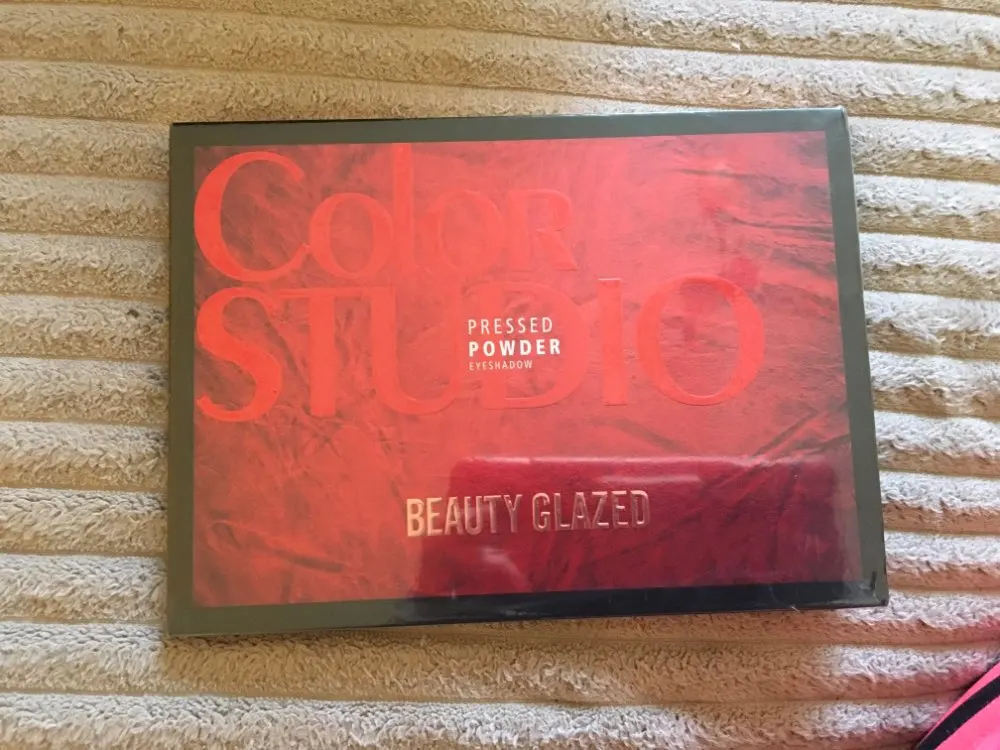 Color
STUDIO
PRESSED
POWDER
EYESHADOW
BEAUTY GLAZED